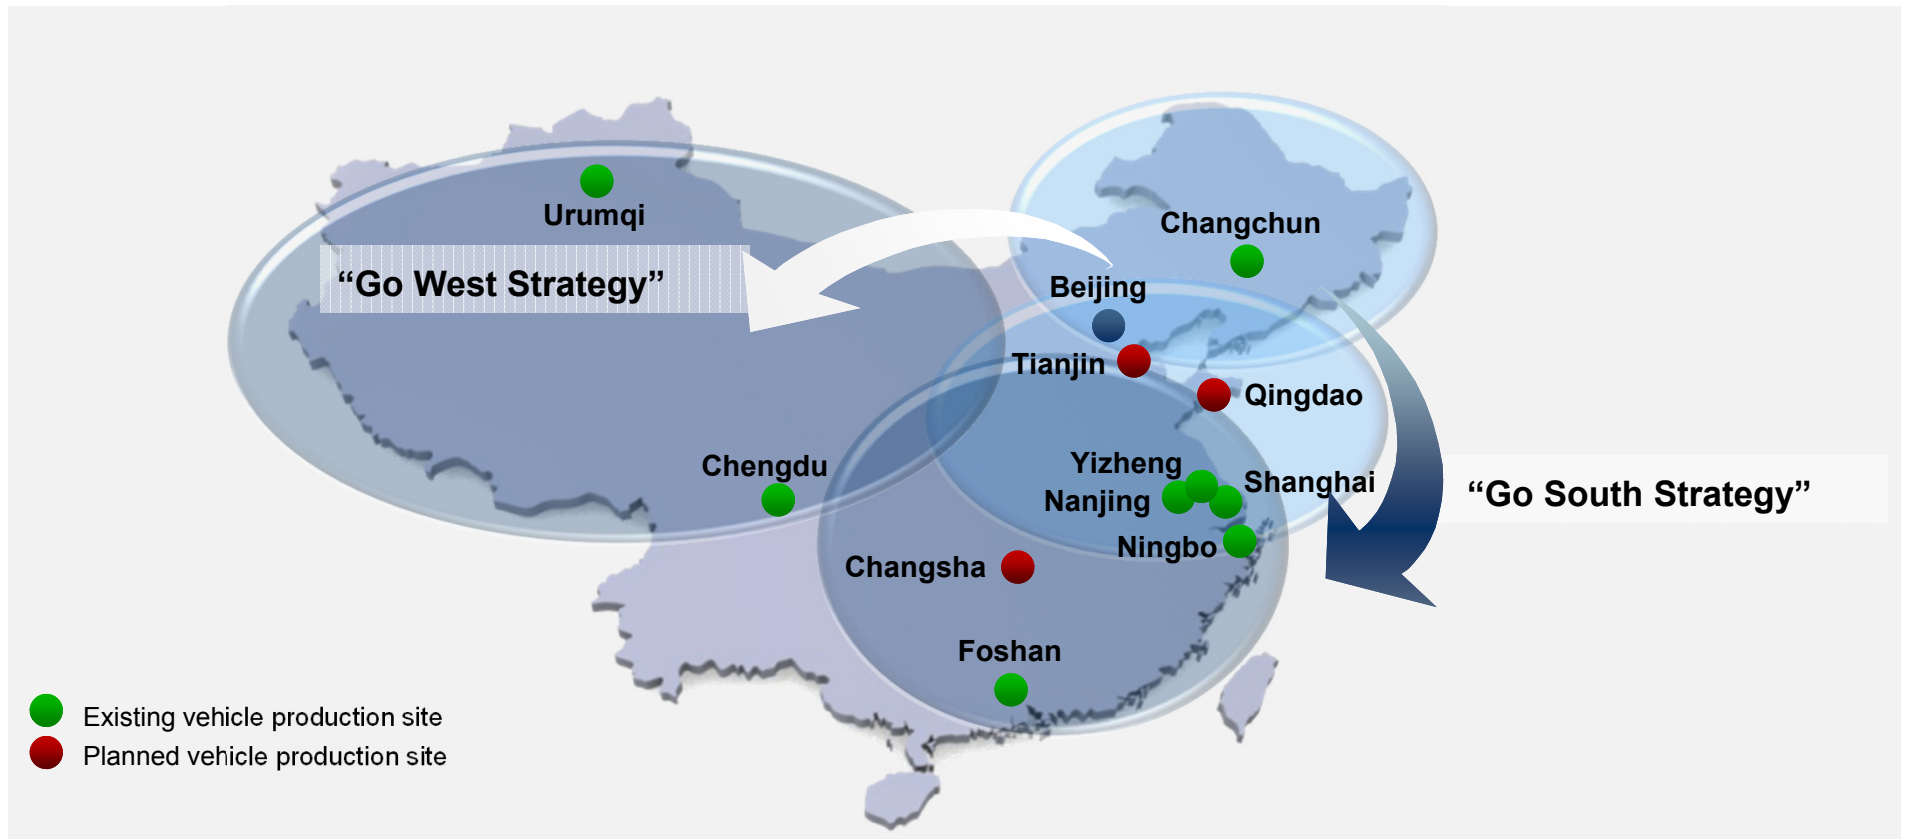 Urumqi
Changchun
“Go West Strategy”
Beijing
Tianjin
Qingdao
Chengdu
Yizheng
Shanghai
Nanjing
“Go South Strategy”
Ningbo
Changsha
Foshan
Existing vehicle production site
Planned vehicle production site